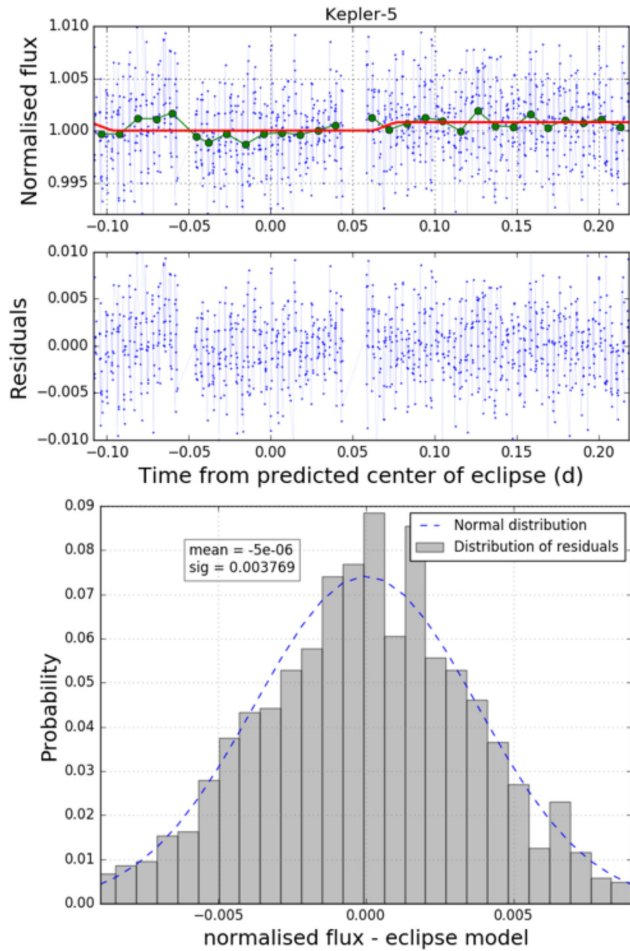 Kepler-5
Normalised flux
1.010
1.005
1.000
0.995
−0.10 −0.05 0.00 0.05 0.10 0.15 0.20
Residuals
0.010
0.005
0.000
−0.005
−0.010
−0.10 −0.05 0.00 0.05 0.10 0.15 0.20
Time from predicted center of eclipse (d)
Probability
0.09
0.08
0.07
0.06
0.05
0.04
0.03
0.02
0.01
0.00
mean = -5e-06
sig = 0.003769
Normal distribution
Distribution of residuals
−0.005 0.000 0.005
normalised flux - eclipse model